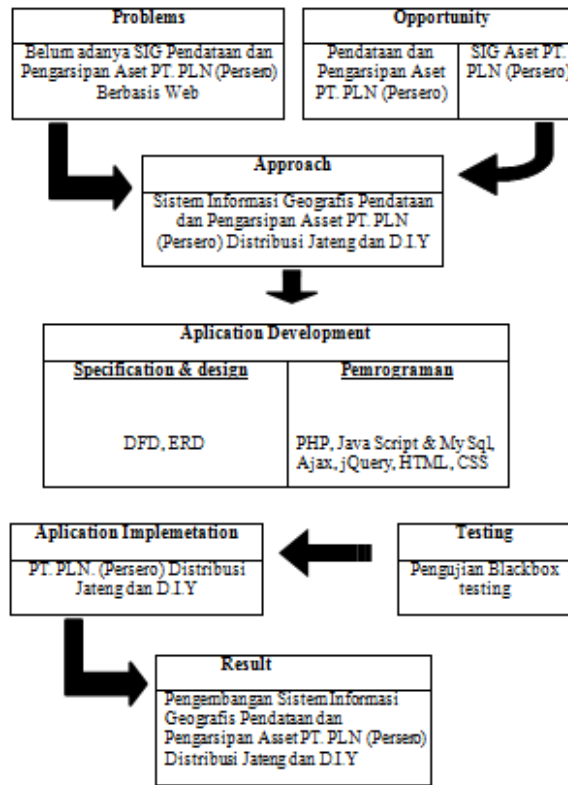 Problems
Belum adanya SIG Pendataan dan
Pengarsipan Aset PT. PLN (Persero)
Berbasis Web
Opportunity
Pendataan dan
Pengarsipan Aset
PT. PLN (Persero)
SIG Aset PT.
PLN (Persero)
Approach
Sistem Informasi Geografis Pendataan
dan Pengarsipan Asset PT. PLN
(Persero) Distribusi Jateng dan D.I.Y
Aplication Development
Specification & design
DFD, ERD
Pemrograman
PHP, Java Script & My Sql,
Ajax, jQuery, HTML, CSS
Aplication Implemetation
PT. PLN. (Persero) Distribusi
Jateng dan D.I.Y
Testing
Pengujian Blackbox
testing
Result
Pengembangan Sistem Informasi
Geografis Pendataan dan
Pengarsipan Asset PT. PLN (Persero)
Distribusi Jateng dan D.I.Y